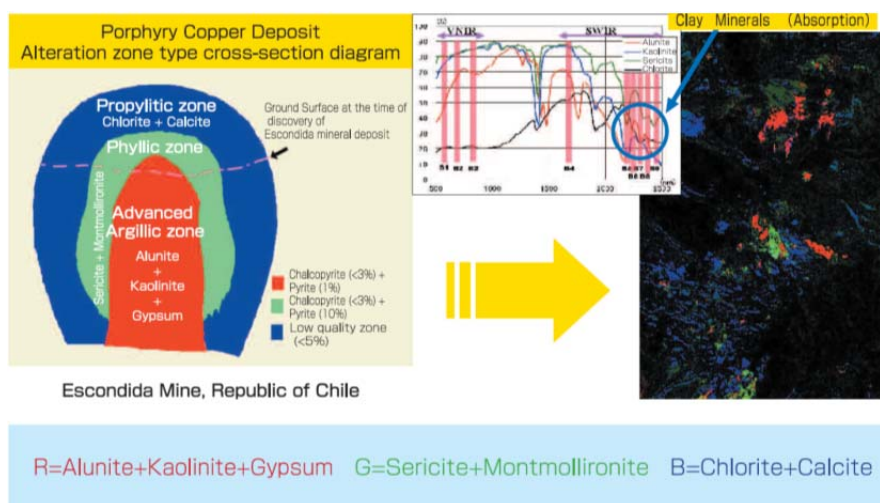 Porphyry Copper Deposit
Alteration zone type cross-section diagram
Propylitic zone
Chlorite + Calcite
Phyllic zone
Ground Surface at the time of
discovery of
Escondida mineral deposit
Advanced
Argillic zone
Alunite
+
Kaolinite
+
Gypsum
Sericite + Montmollironite
Chalcopyrite (<3%) +
Pyrite (1%)
Chalcopyrite (<3%) +
Pyrite (10%)
Low quality zone
(<5%)
Escondida Mine, Republic of Chile
VNIR
SWIR
Alunite
Kaolinite
Sericits
Chlorite
500
1000
1500
2000
Clay Minerals (Absorption)
R=Alunite+Kaolinite+Gypsum G=Sericite+Montmollironite B=Chlorite+Calcite